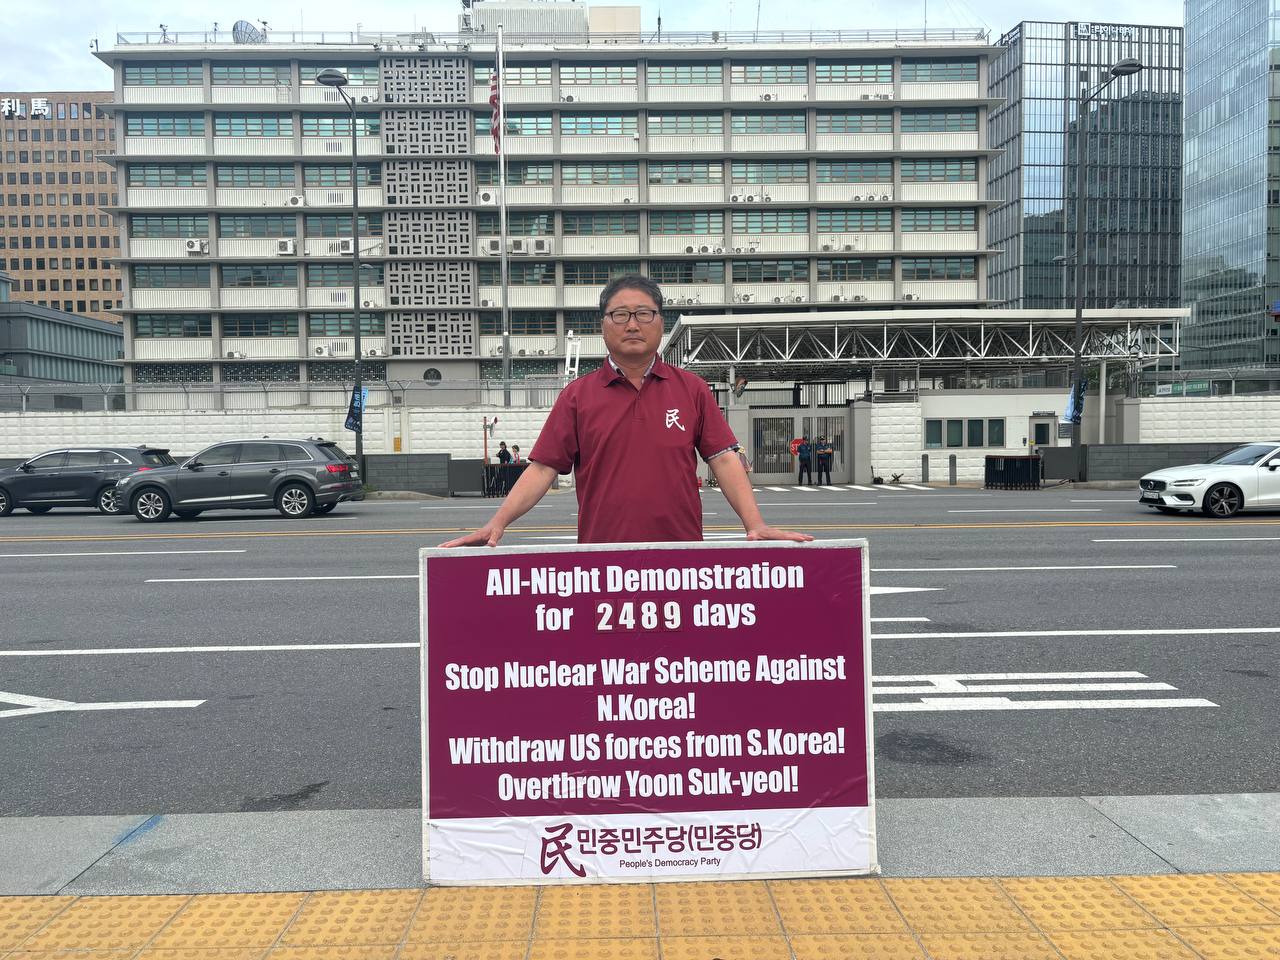 利馬
民
All-Night Demonstration
for 2489 days
Stop Nuclear War Scheme Against
N.Korea!
Withdraw US forces from S.Korea!
Overthrow Yoon Suk-yeol!
民 민중민주당(민중당)
People's Democracy Party